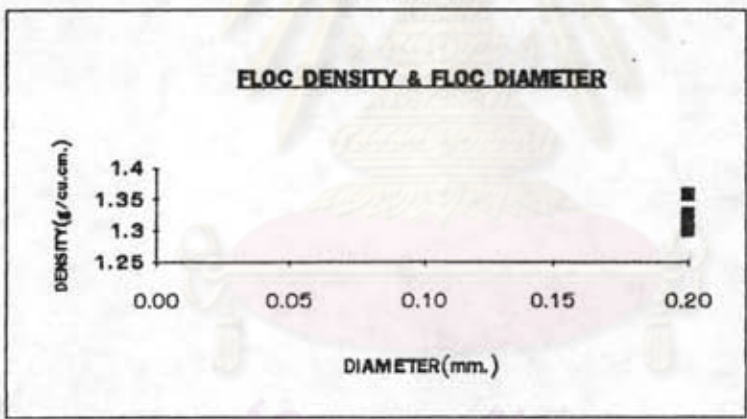 FLOC DENSITY & FLOC DIAMETER
DENSITY(g/cu.cm.)
1.4
1.35
1.3
1.25
0.00 0.05 0.10 0.15 0.20
DIAMETER(mm.)